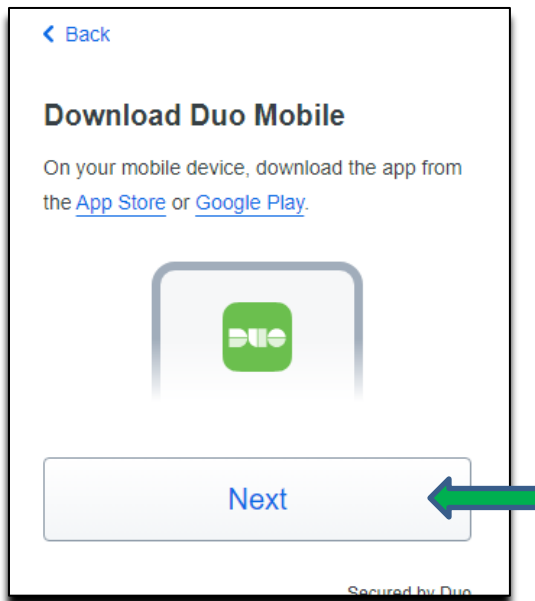 Back
Download Duo Mobile
On your mobile device, download the app from
the App Store or Google Play.
DUO
Next
Secured by Duo